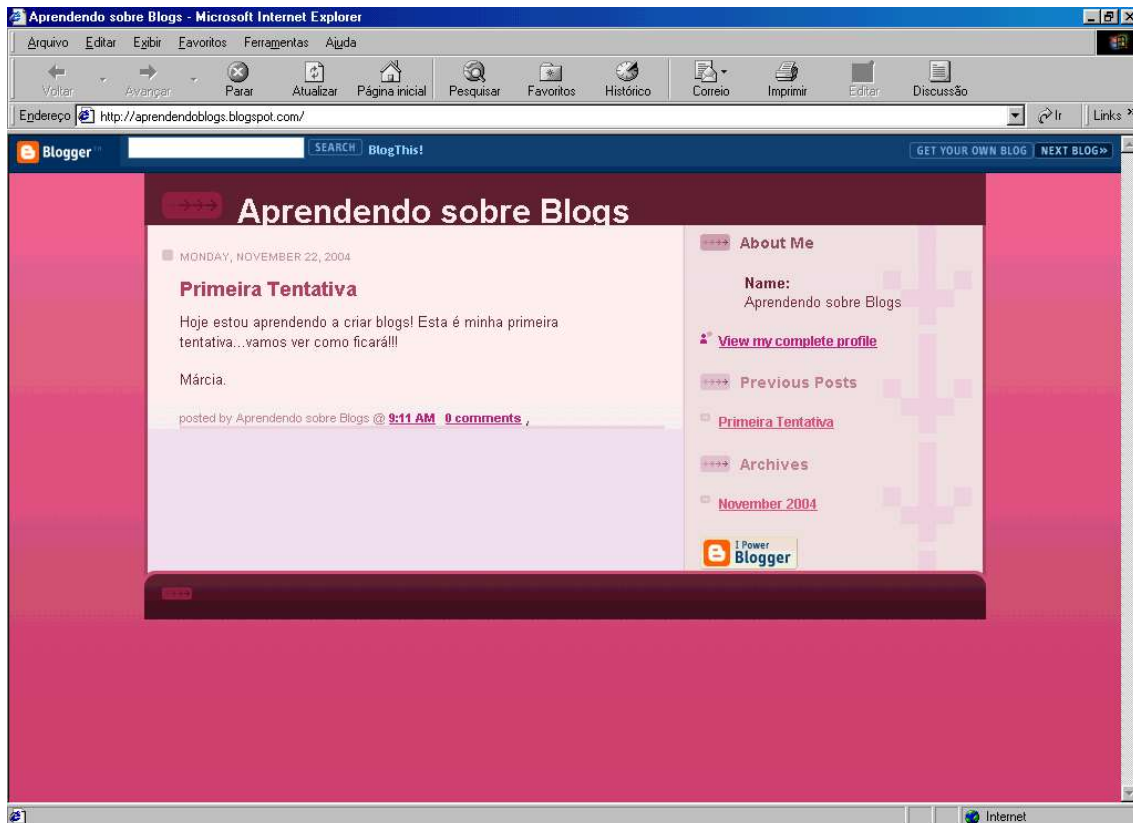 Aprendendo sobre Blogs - Microsoft Internet Explorer
Arquivo Editar Exibir Favoritos Ferramentas Ajuda
Voltar Avançar Parar Atualizar Página inicial Pesquisar Favoritos Histórico Correio Imprimir Editar Discussão
Endereço http://aprendendoblogs.blogspot.com/ Ir Links »
Blogger™ SEARCH BlogThis! GET YOUR OWN BLOG NEXT BLOG»
Aprendendo sobre Blogs
MONDAY, NOVEMBER 22, 2004
Primeira Tentativa
Hoje estou aprendendo a criar blogs! Esta é minha primeira
tentativa...vamos ver como ficará!!!
Márcia.
posted by Aprendendo sobre Blogs @ 9:11 AM 0 comments
About Me
Name:
Aprendendo sobre Blogs
View my complete profile
Previous Posts
Primeira Tentativa
Archives
November 2004
I Power
Blogger
Internet